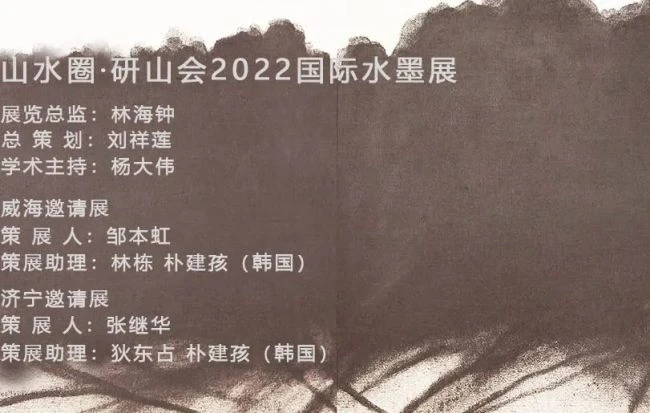 山水圈·研山会2022国际水墨展
展览总监：林海钟
总 策 划：刘祥莲
学术主持：杨大伟
威海邀请展
策 展 人：邹本虹
策展助理：林栋 朴建孩（韩国）
济宁邀请展
策 展 人：张继华
策展助理：狄东占 朴建孩（韩国）